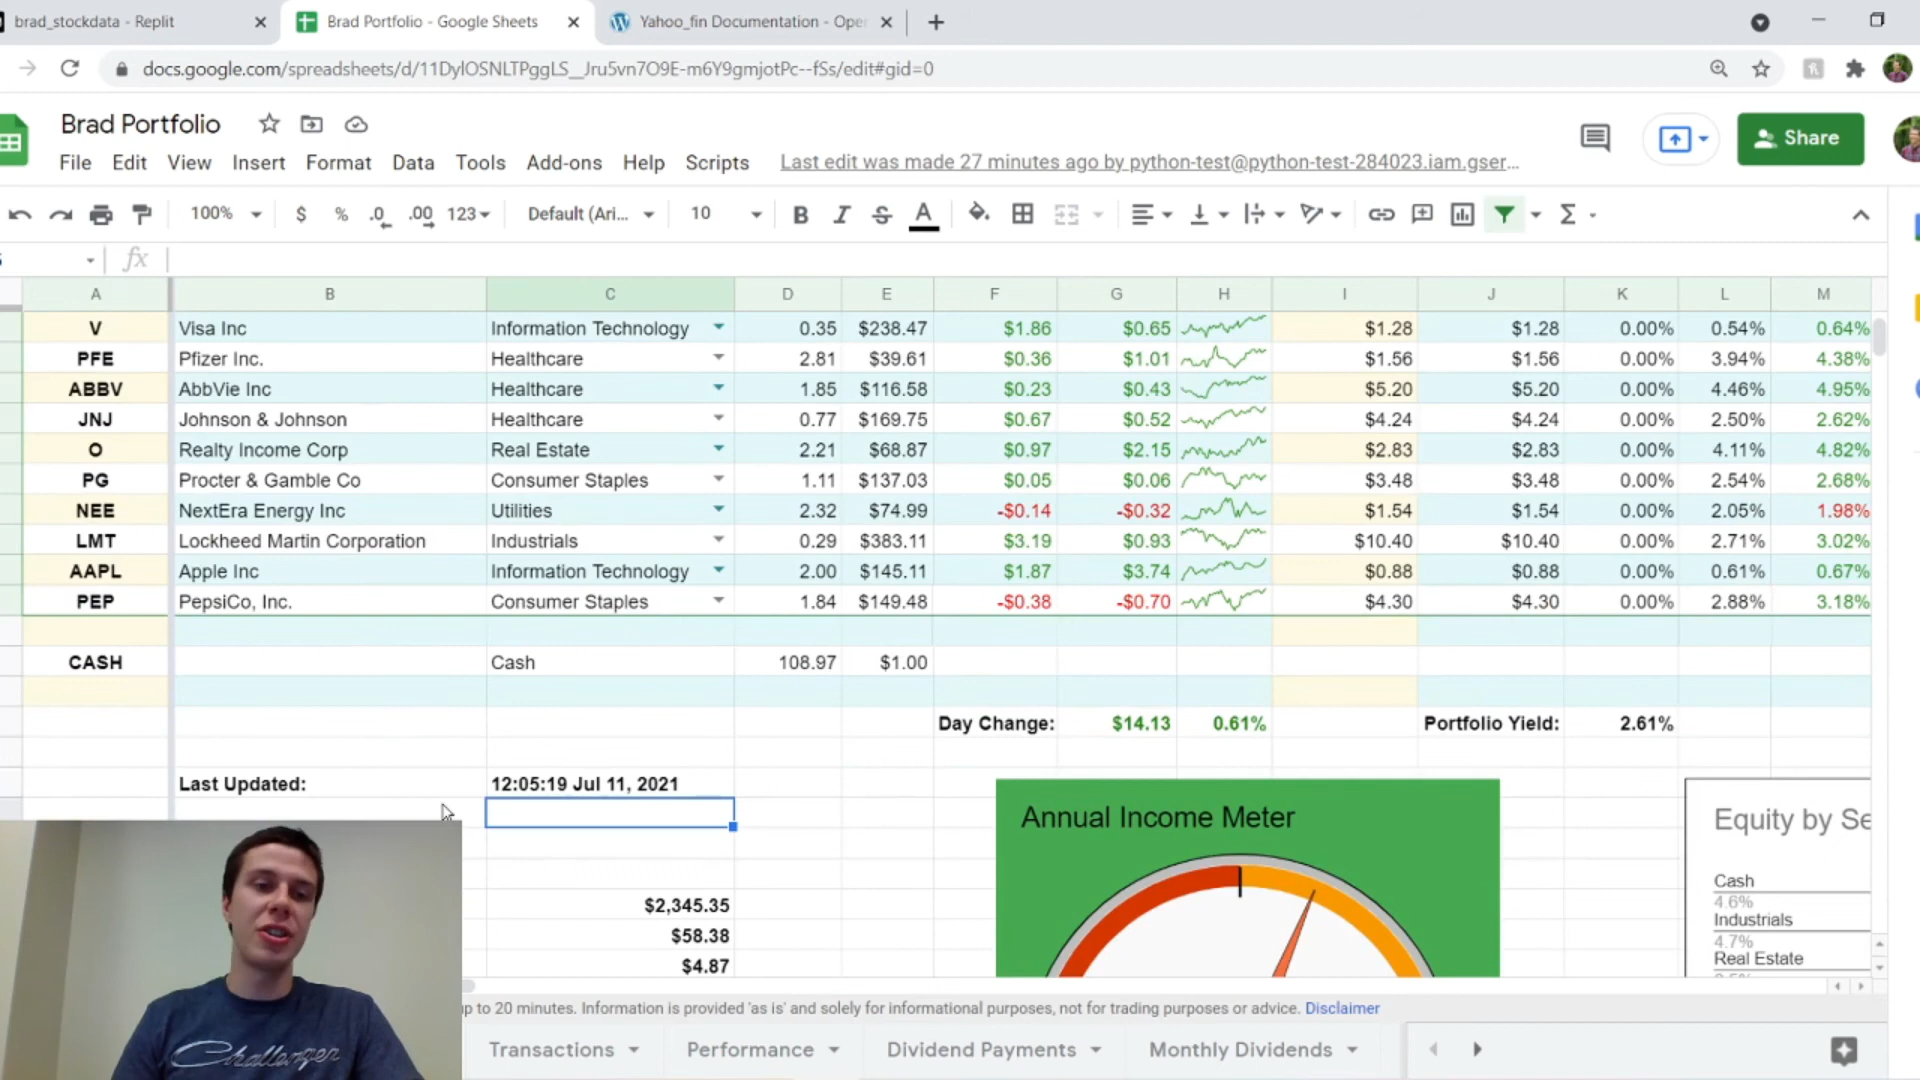 brad_stockdata - Replit
Brad Portfolio - Google Sheets
Yahoo_fin Documentation - Oper
docs.google.com/spreadsheets/d/11DylOSNLTPggLS__Jru5vn7O9E-m6Y9gmjotPc--fSs/edit#gid=0
Brad Portfolio
Share
File Edit View Insert Format Data Tools Add-ons Help Scripts Last edit was made 27 minutes ago by python-test@python-test-284023.iam.gser...
100% $ % .0 .00 123 Default (Ari... 10 B I S A Σ
fx
A B C D E F G H I J K L M
V Visa Inc Information Technology 0.35 $238.47 $1.86 $0.65 $1.28 $1.28 0.00% 0.54% 0.64%
PFE Pfizer Inc. Healthcare 2.81 $39.61 $0.36 $1.01 $1.56 $1.56 0.00% 3.94% 4.38%
ABBV AbbVie Inc Healthcare 1.85 $116.58 $0.23 $0.43 $5.20 $5.20 0.00% 4.46% 4.95%
JNJ Johnson & Johnson Healthcare 0.77 $169.75 $0.67 $0.52 $4.24 $4.24 0.00% 2.50% 2.62%
O Realty Income Corp Real Estate 2.21 $68.87 $0.97 $2.15 $2.83 $2.83 0.00% 4.11% 4.82%
PG Procter & Gamble Co Consumer Staples 1.11 $137.03 $0.05 $0.06 $3.48 $3.48 0.00% 2.54% 2.68%
NEE NextEra Energy Inc Utilities 2.32 $74.99 -$0.14 -$0.32 $1.54 $1.54 0.00% 2.05% 1.98%
LMT Lockheed Martin Corporation Industrials 0.29 $383.11 $3.19 $0.93 $10.40 $10.40 0.00% 2.71% 3.02%
AAPL Apple Inc Information Technology 2.00 $145.11 $1.87 $3.74 $0.88 $0.88 0.00% 0.61% 0.67%
PEP PepsiCo, Inc. Consumer Staples 1.84 $149.48 -$0.38 -$0.70 $4.30 $4.30 0.00% 2.88% 3.18%
CASH Cash 108.97 $1.00
Day Change: $14.13 0.61% Portfolio Yield: 2.61%
Last Updated: 12:05:19 Jul 11, 2021
Annual Income Meter
Equity by Se
Cash
4.6%
Industrials
4.7%
Real Estate
$2,345.35
$58.38
$4.87
up to 20 minutes. Information is provided 'as is' and solely for informational purposes, not for trading purposes or advice. Disclaimer
Transactions Performance Dividend Payments Monthly Dividends
Challenger